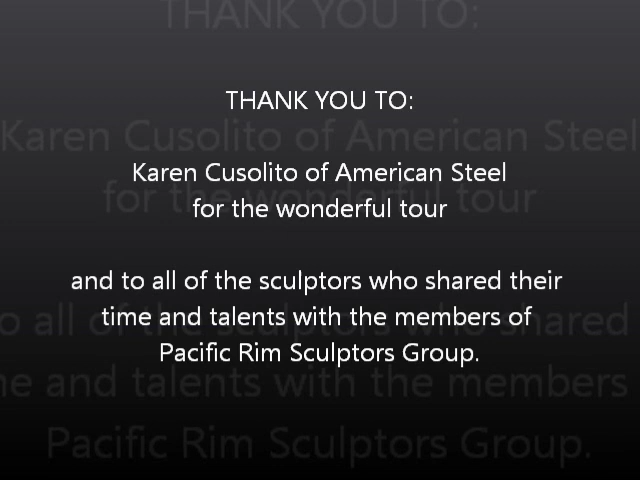 THANK YOU TO:
Karen Cusolito of American Steel
for the wonderful tour
and to all of the sculptors who shared their
time and talents with the members of
Pacific Rim Sculptors Group.